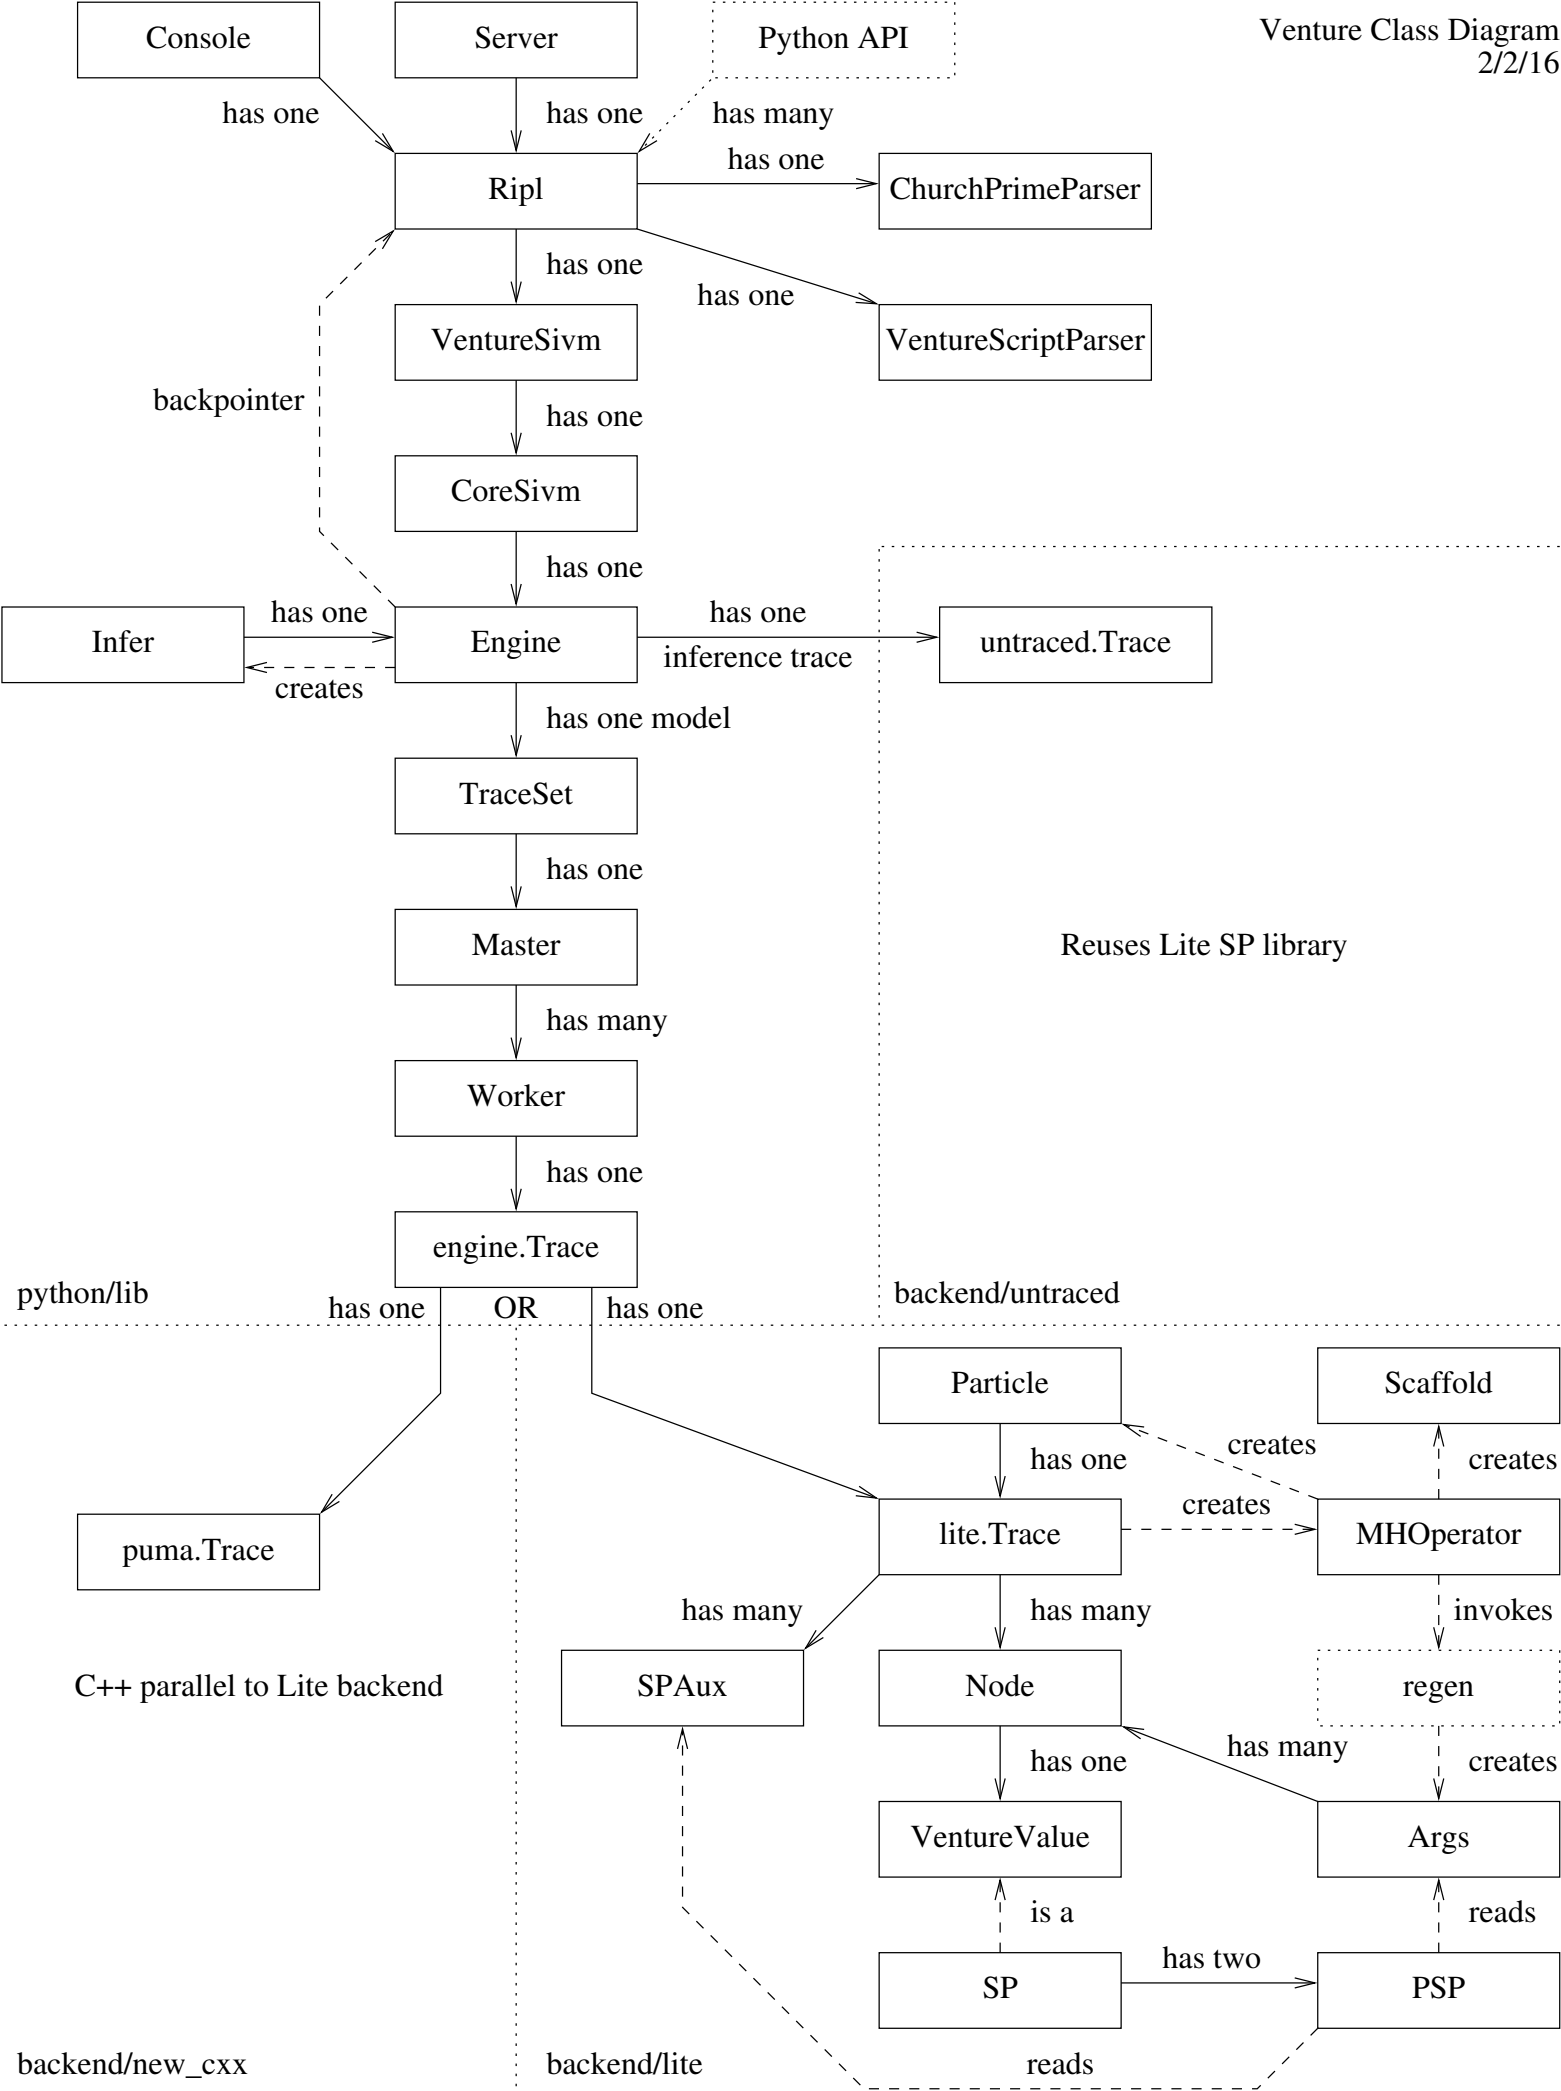 Console
Server
Python API
Venture Class Diagram
2/2/16
has one
has one
has many
has one
Ripl
ChurchPrimeParser
has one
has one
VentureSivm
VentureScriptParser
backpointer
has one
CoreSivm
has one
has one
has one
Infer
Engine
inference trace
untraced.Trace
creates
has one model
TraceSet
has one
Master
Reuses Lite SP library
has many
Worker
has one
engine.Trace
python/lib
has one
OR
has one
backend/untraced
Particle
Scaffold
creates
has one
creates
creates
puma.Trace
lite.Trace
MHOperator
has many
has many
invokes
C++ parallel to Lite backend
SPAux
Node
regen
has many
has one
creates
VentureValue
Args
is a
reads
has two
SP
PSP
backend/new_cxx
backend/lite
reads